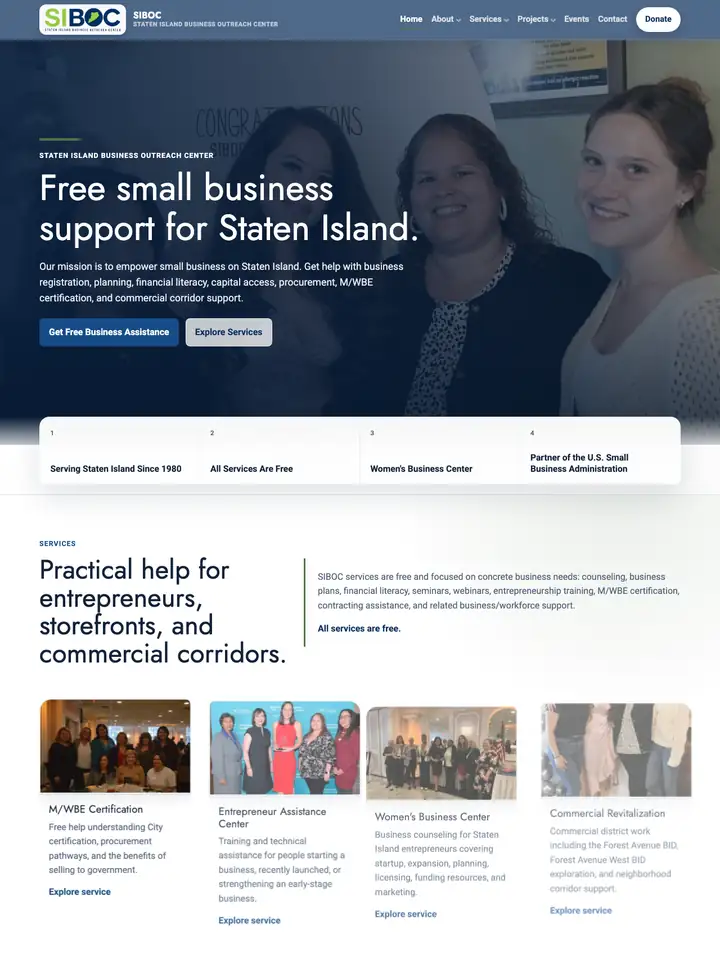 SIBOC
STATEN ISLAND BUSINESS OUTREACH CENTER
SIBOC
STATEN ISLAND BUSINESS OUTREACH CENTER
Home About Services Projects Events Contact Donate
CONGRATULATIONS
STATEN ISLAND BUSINESS OUTREACH CENTER
Free small business
support for Staten Island.
Our mission is to empower small business on Staten Island. Get help with business
registration, planning, financial literacy, capital access, procurement, M/WBE
certification, and commercial corridor support.
Get Free Business Assistance Explore Services
1
Serving Staten Island Since 1980
2
All Services Are Free
3
Women's Business Center
4
Partner of the U.S. Small
Business Administration
SERVICES
Practical help for
entrepreneurs,
storefronts, and
commercial corridors.
SIBOC services are free and focused on concrete business needs: counseling, business
plans, financial literacy, seminars, webinars, entrepreneurship training, M/WBE certification,
contracting assistance, and related business/workforce support.
All services are free.
M/WBE Certification
Free help understanding City
certification, procurement
pathways, and the benefits of
selling to government.
Explore service
Entrepreneur Assistance
Center
Training and technical
assistance for people starting a
business, recently launched, or
strengthening an early-stage
business.
Explore service
Women's Business Center
Business counseling for Staten
Island entrepreneurs covering
startup, expansion, planning,
licensing, funding resources, and
marketing.
Explore service
Commercial Revitalization
Commercial district work
including the Forest Avenue BID,
Forest Avenue West BID
exploration, and neighborhood
corridor support.
Explore service